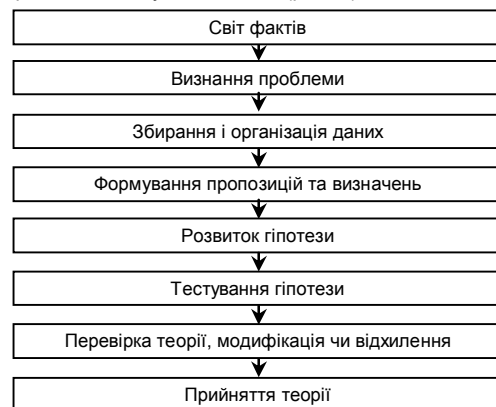 Світ фактів
Визнання проблеми
Збирання і організація даних
Формування пропозицій та визначень
Розвиток гіпотези
Тестування гіпотези
Перевірка теорії, модифікація чи відхилення
Прийняття теорії